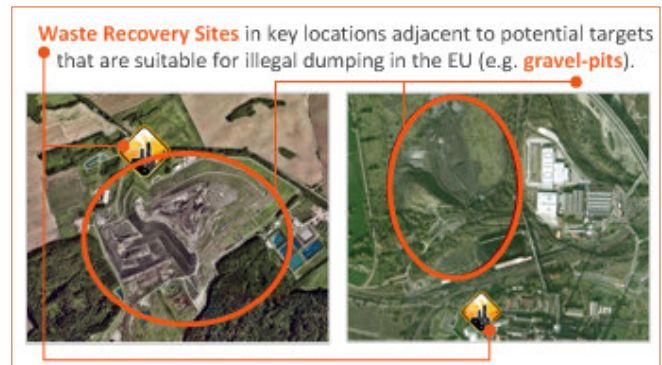 Waste Recovery Sites in key locations adjacent to potential targets
that are suitable for illegal dumping in the EU (e.g. gravel-pits).